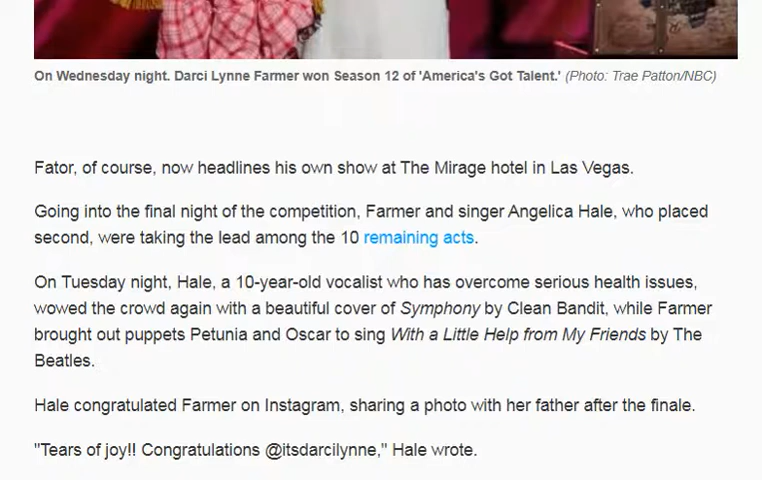 On Wednesday night. Darci Lynne Farmer won Season 12 of 'America's Got Talent.' (Photo: Trae Patton/NBC)
Fator, of course, now headlines his own show at The Mirage hotel in Las Vegas.
Going into the final night of the competition, Farmer and singer Angelica Hale, who placed
second, were taking the lead among the 10 remaining acts.
On Tuesday night, Hale, a 10-year-old vocalist who has overcome serious health issues,
wowed the crowd again with a beautiful cover of Symphony by Clean Bandit, while Farmer
brought out puppets Petunia and Oscar to sing With a Little Help from My Friends by The
Beatles.
Hale congratulated Farmer on Instagram, sharing a photo with her father after the finale.
"Tears of joy!! Congratulations @itsdarcilynne," Hale wrote.